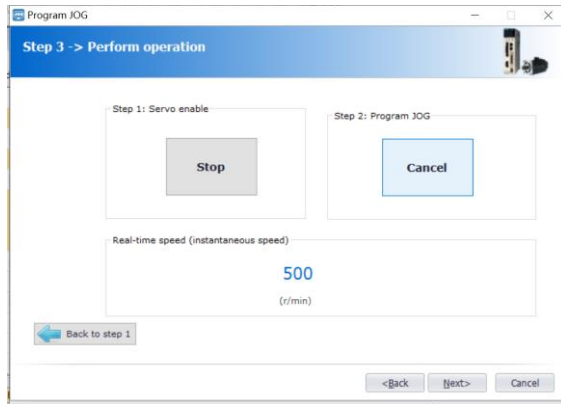 Program JOG
Step 3 -> Perform operation
Step 1: Servo enable
Stop
Step 2: Program JOG
Cancel
Real-time speed (instantaneous speed)
500
(r/min)
Back to step 1
<Back
Next>
Cancel